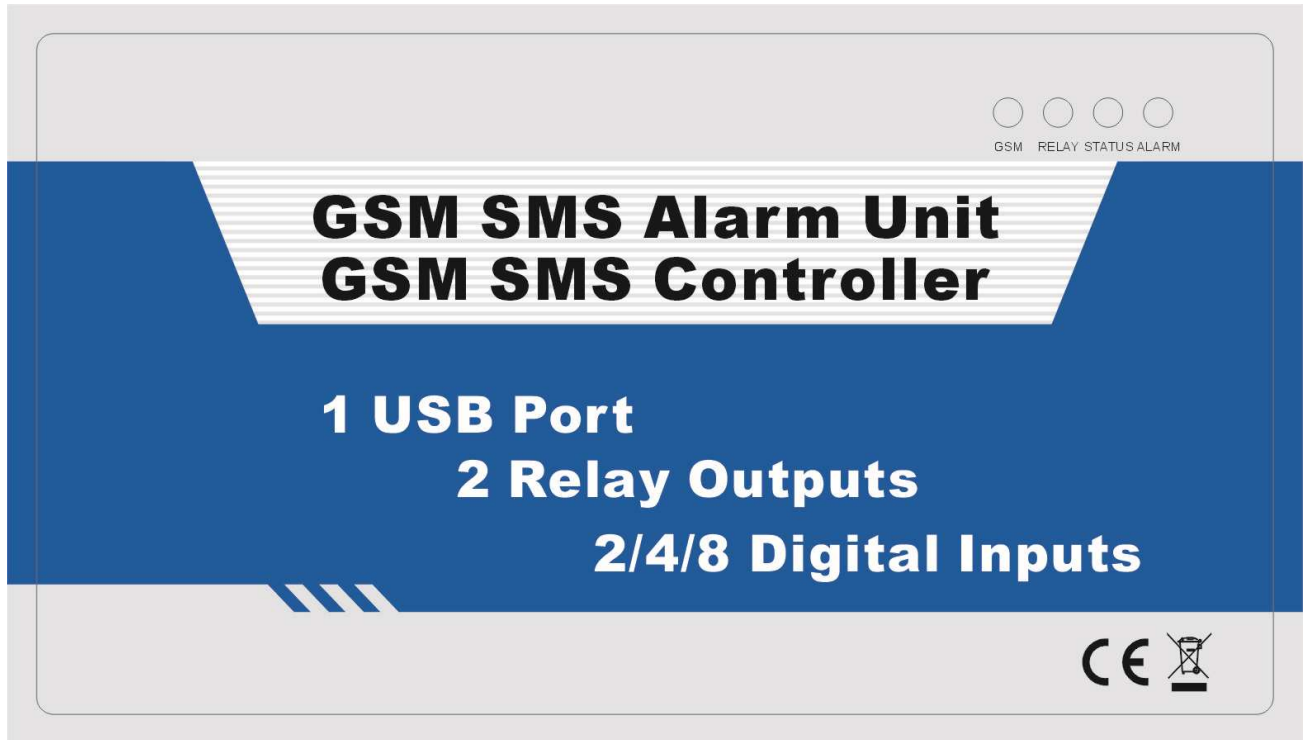 GSM RELAY STATUS ALARM
GSM SMS Alarm Unit
GSM SMS Controller
1 USB Port
2 Relay Outputs
2/4/8 Digital Inputs
CE